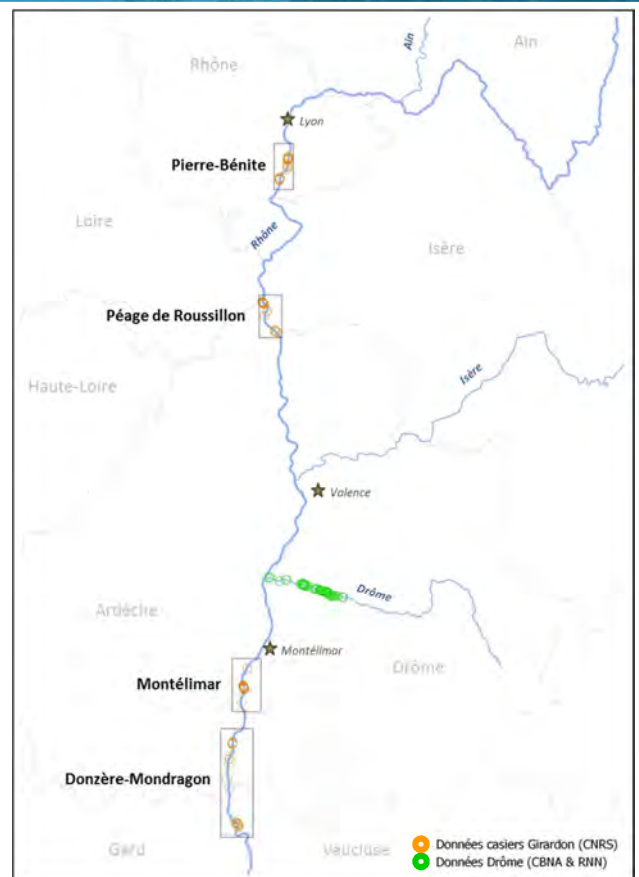 Ain
Ain
Rhône
Lyon
Pierre-Bénite
Loire
Rhône
Isère
Péage de Roussillon
Isère
Haute-Loire
Valence
Drôme
Ardèche
Montélimar
Drôme
Montélimar
Donzère-Mondragon
Données casiers Girardon (CNRS)
Gard
Vaucluse
Données Drôme (CBNA & RNN)